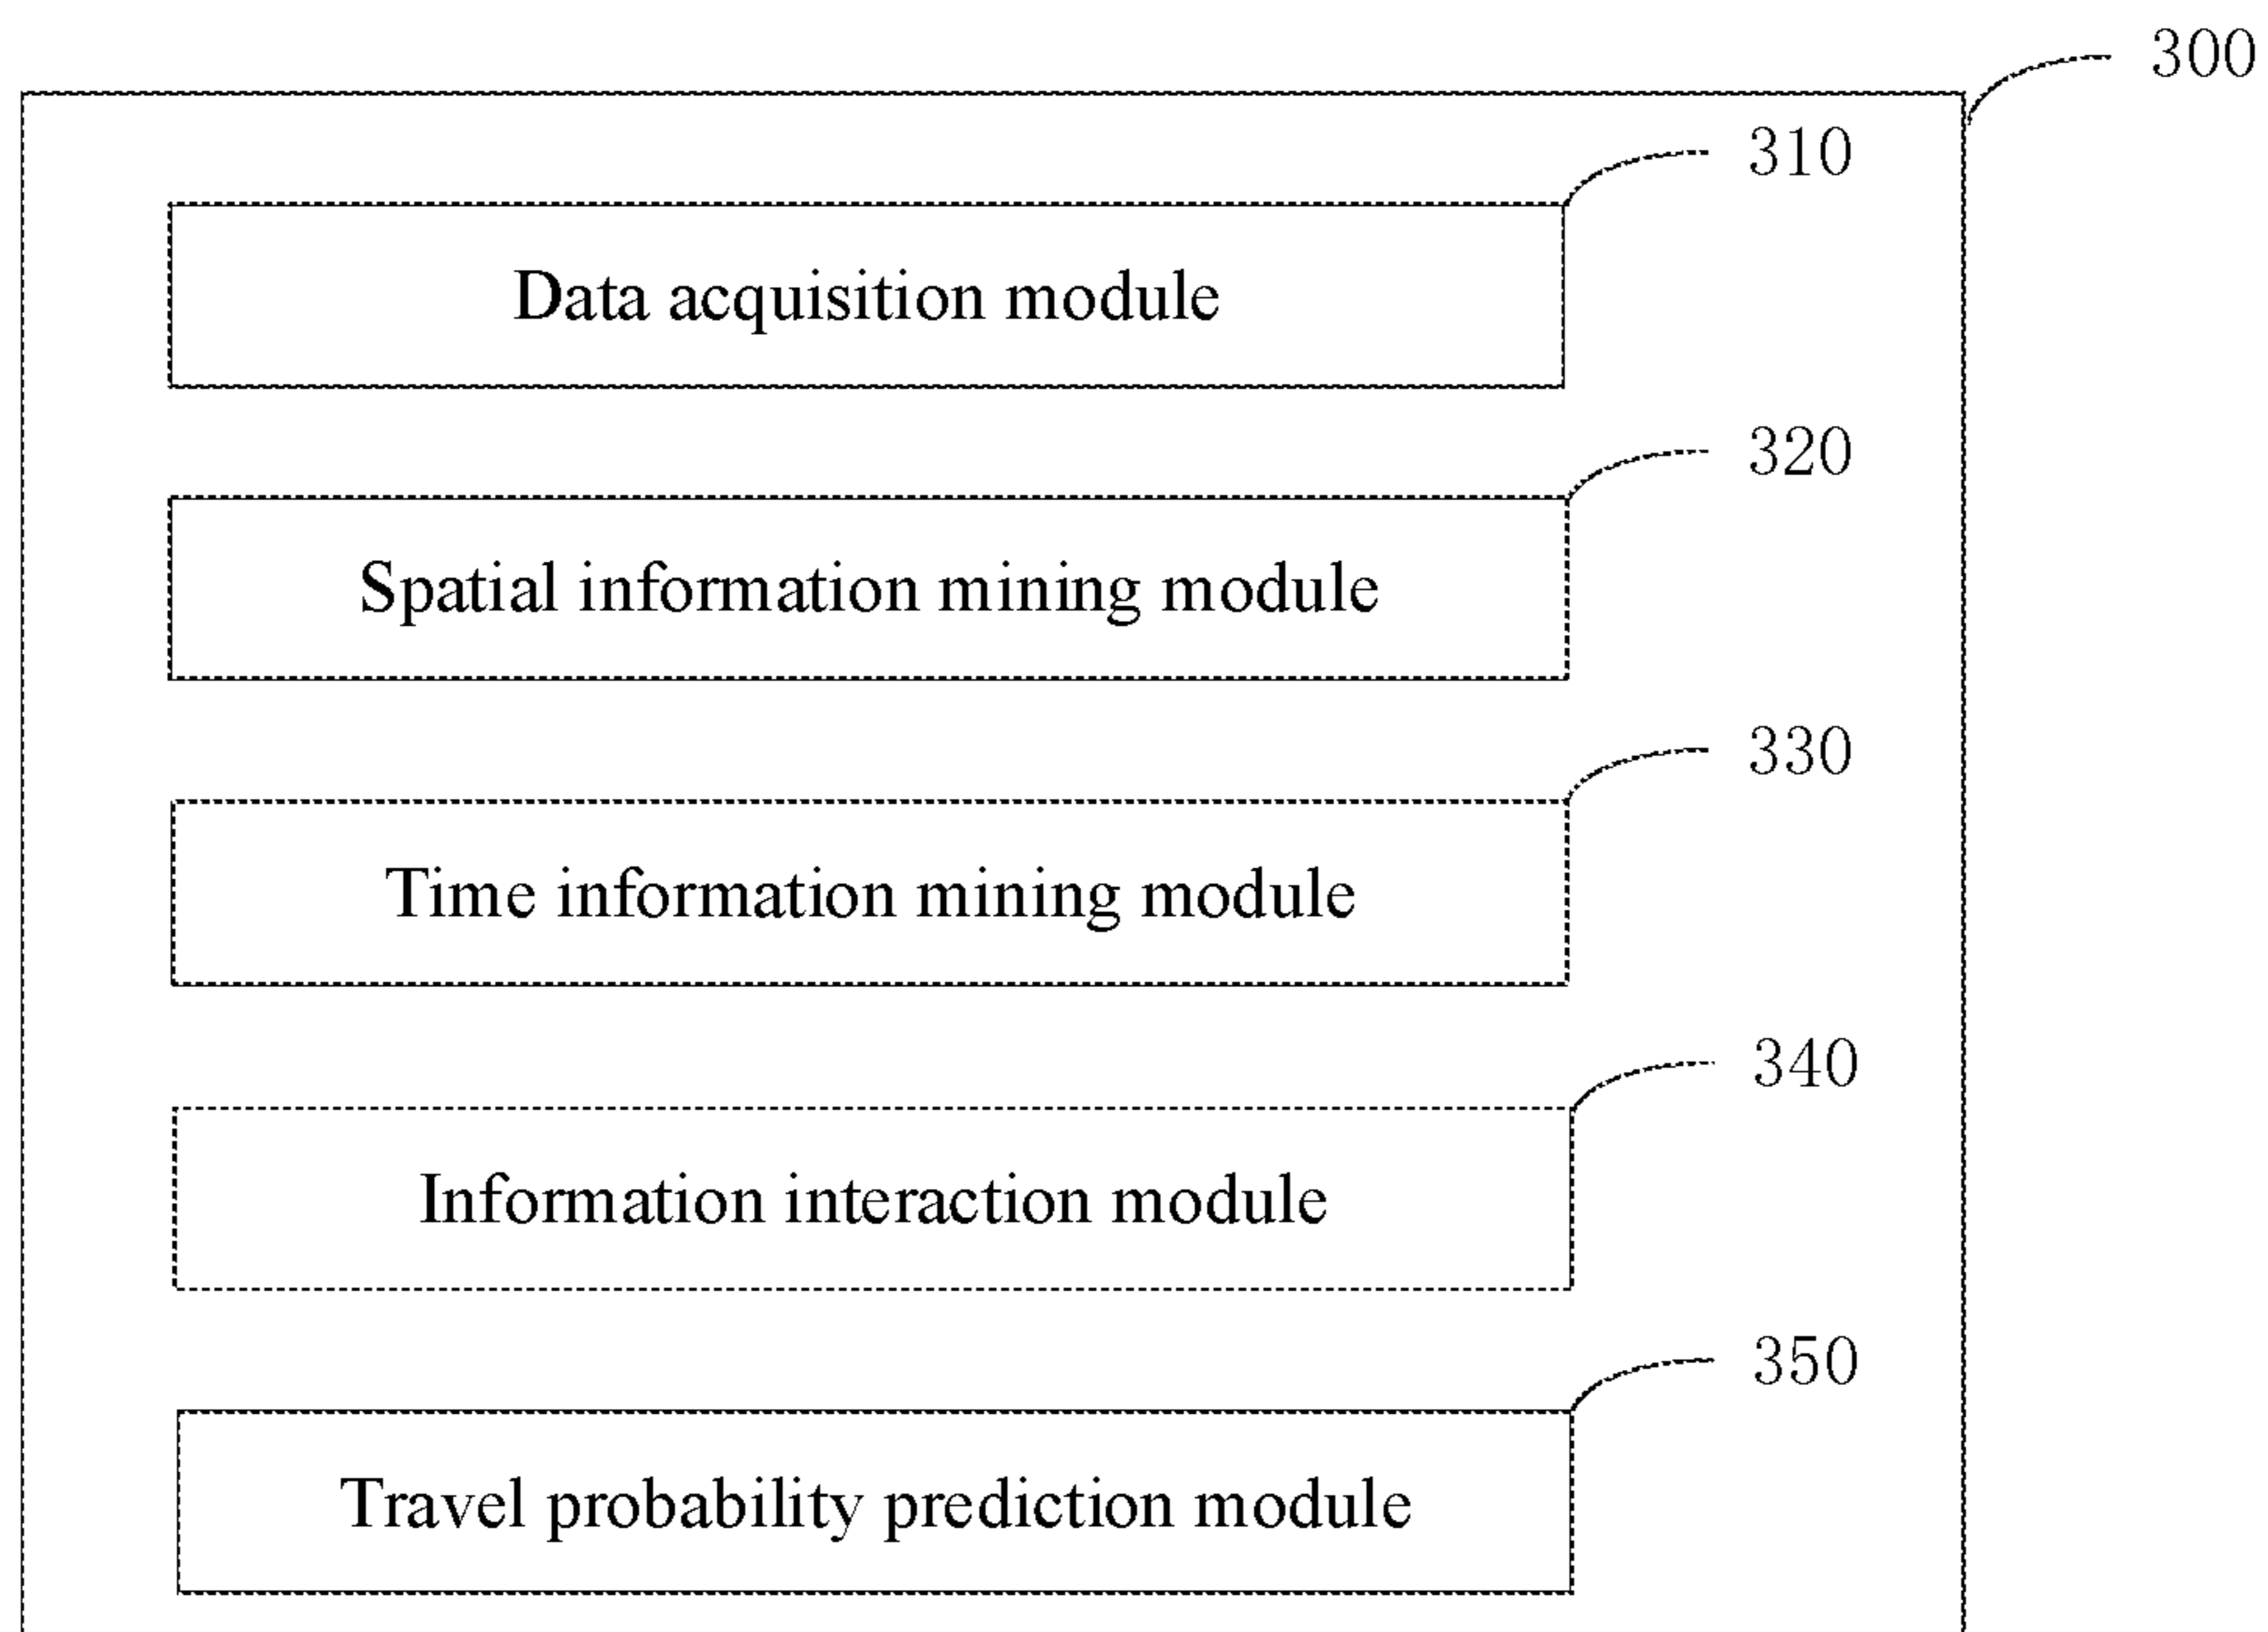 300
310
Data acquisition module
320
Spatial information mining module
330
Time information mining module
340
Information interaction module
350
Travel probability prediction module